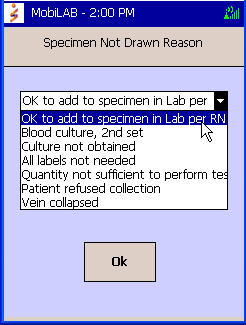 MobiLAB - 2:00 PM
Specimen Not Drawn Reason
OK to add to specimen in Lab per
OK to add to specimen in Lab per RN
Blood culture, 2nd set
Culture not obtained
All labels not needed
Quantity not sufficient to perform tes
Patient refused collection
Vein collapsed
Ok